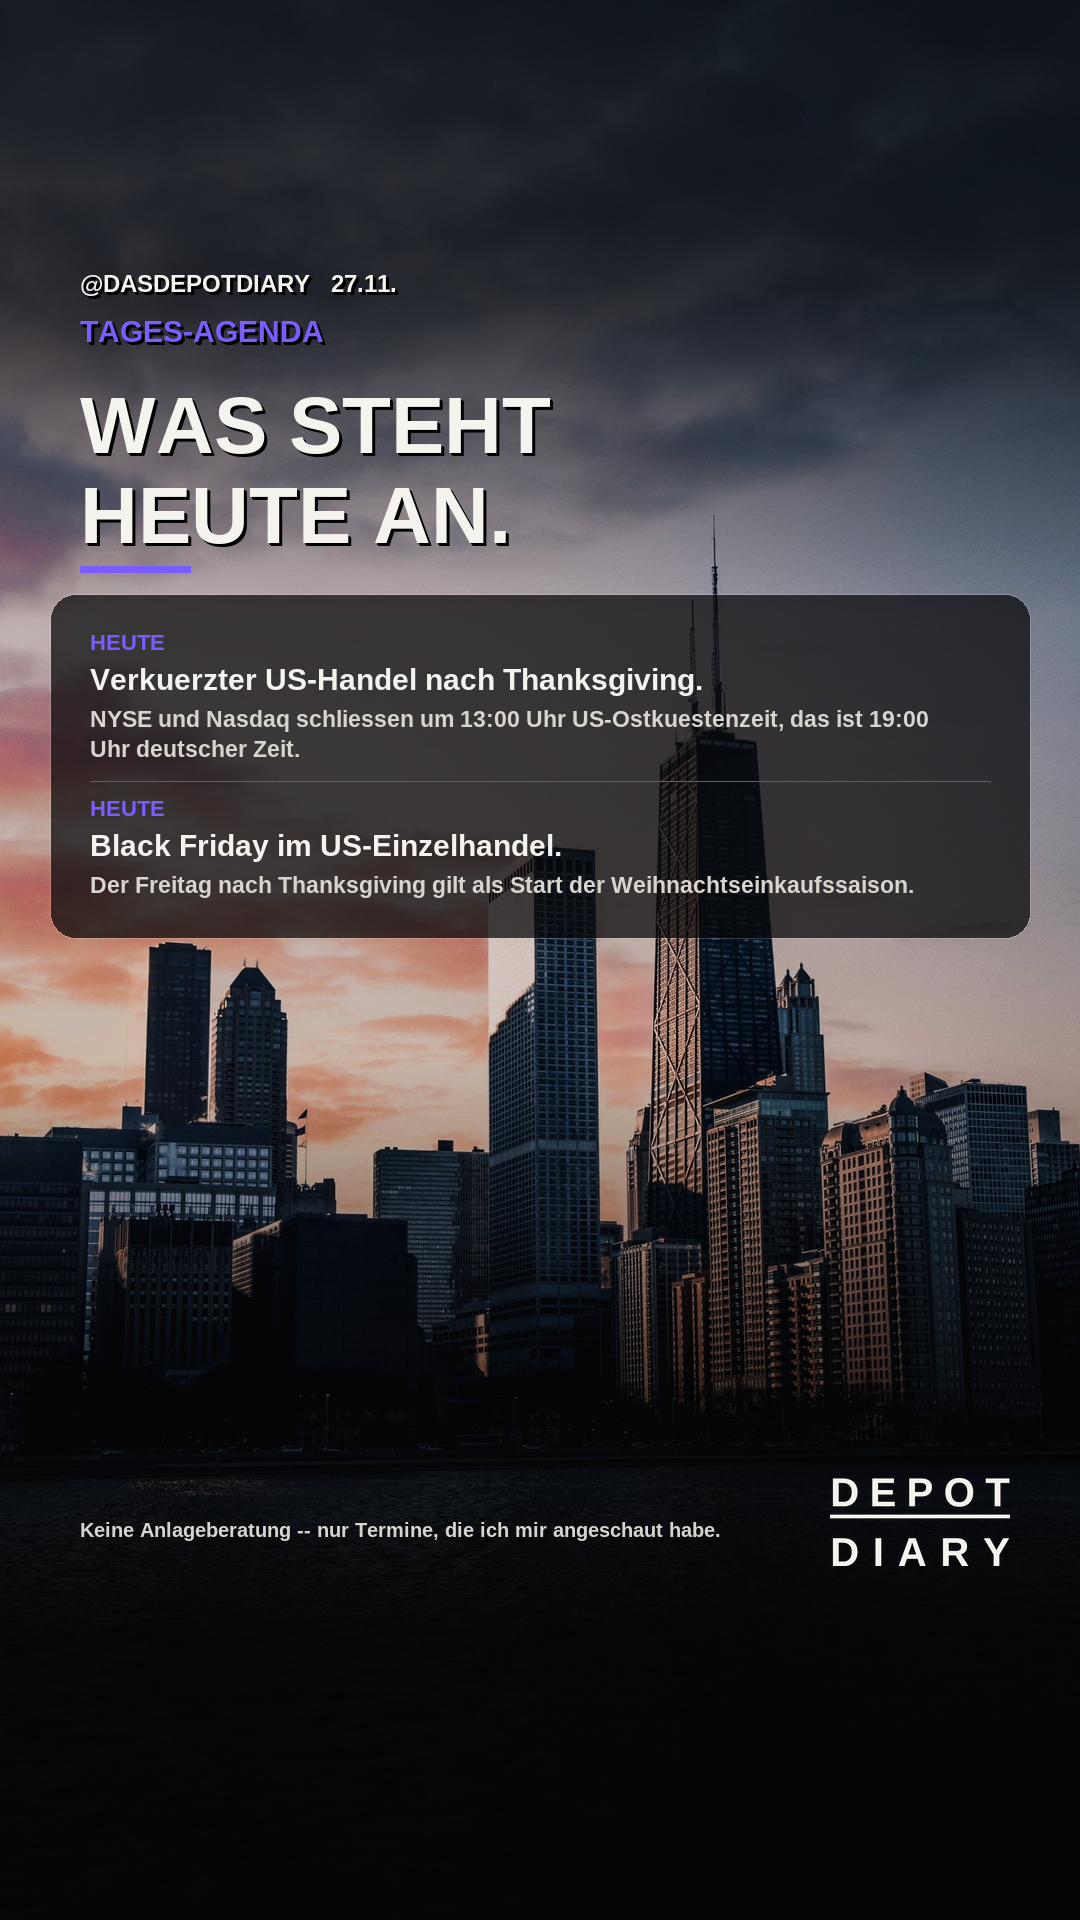 @DASDEPOTDIARY 27.11.
TAGES-AGENDA
WAS STEHT
HEUTE AN.
HEUTE
Verkuerzter US-Handel nach Thanksgiving.
NYSE und Nasdaq schliessen um 13:00 Uhr US-Ostkuestenzeit, das ist 19:00
Uhr deutscher Zeit.
HEUTE
Black Friday im US-Einzelhandel.
Der Freitag nach Thanksgiving gilt als Start der Weihnachtseinkaufssaison.
Keine Anlageberatung -- nur Termine, die ich mir angeschaut habe.
DEPOT
DIARY